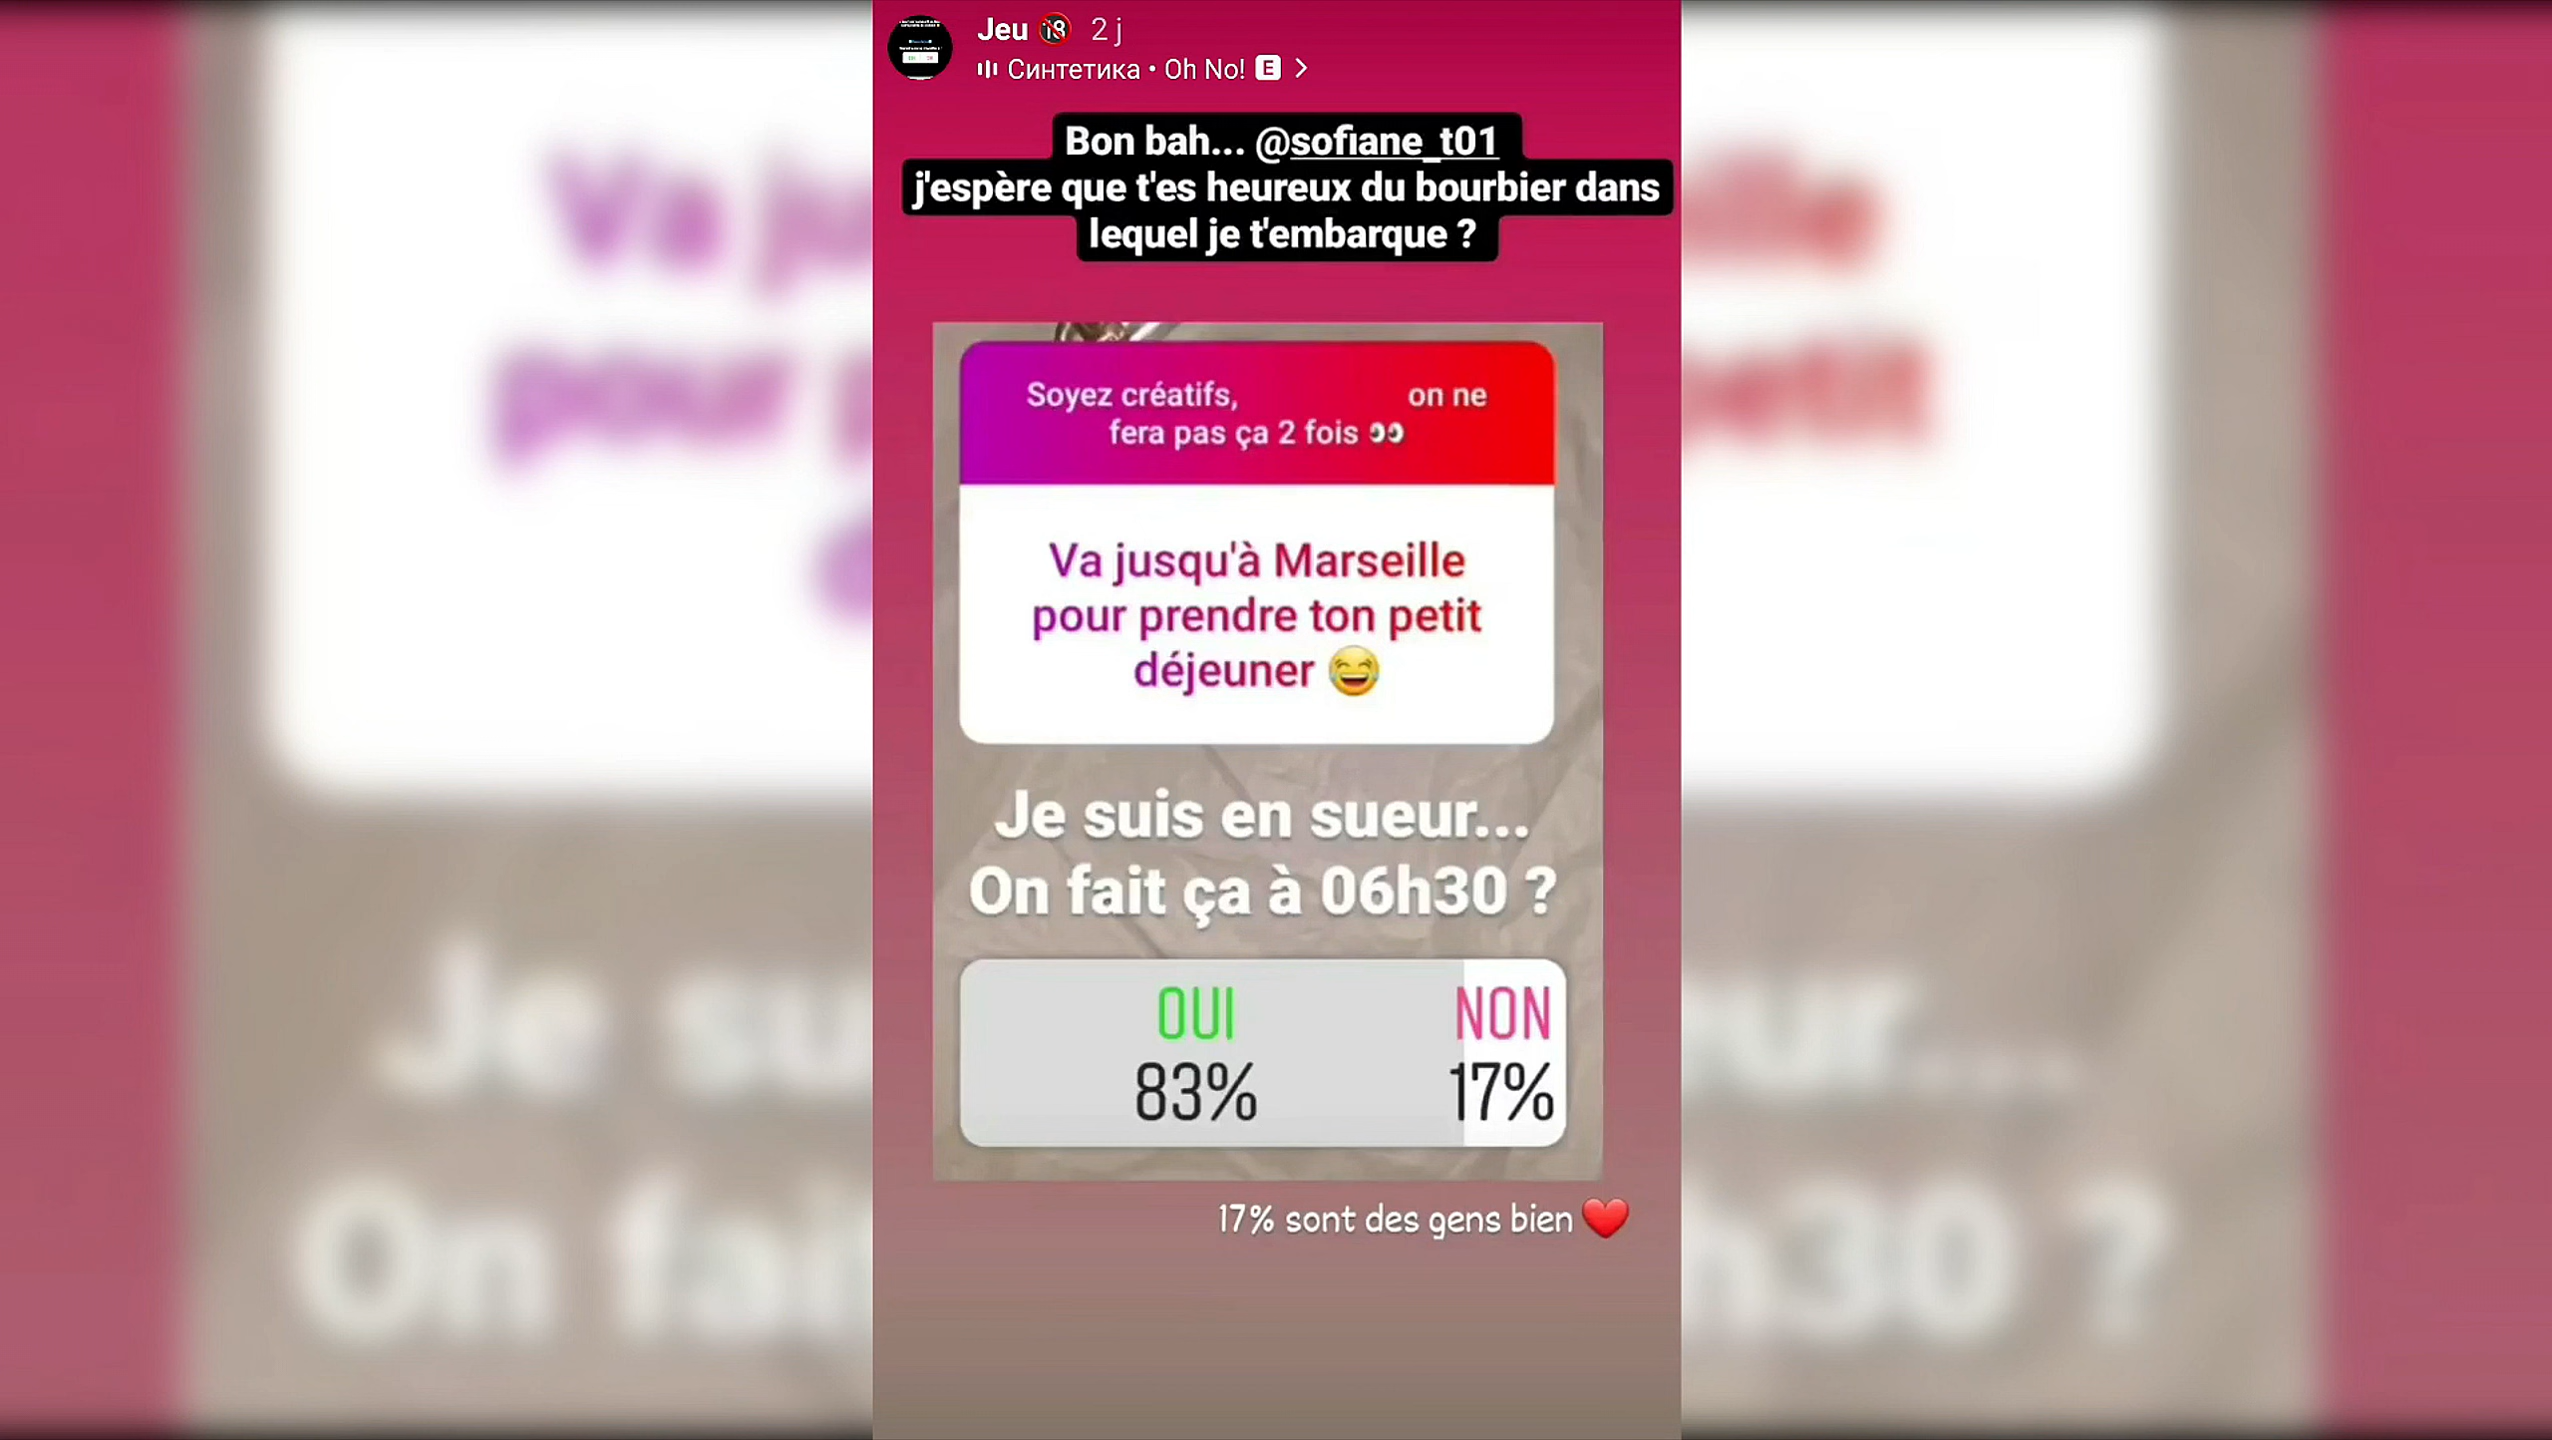 Jeu 🔞 2 j
Синтетика • Oh No! E
Bon bah... @sofiane_t01
j'espère que t'es heureux du bourbier dans
lequel je t'embarque ?
Soyez créatifs, on ne
fera pas ça 2 fois 👀
Va jusqu'à Marseille
pour prendre ton petit
déjeuner 😂
Je suis en sueur...
On fait ça à 06h30 ?
OUI NON
83% 17%
17% sont des gens bien ❤️